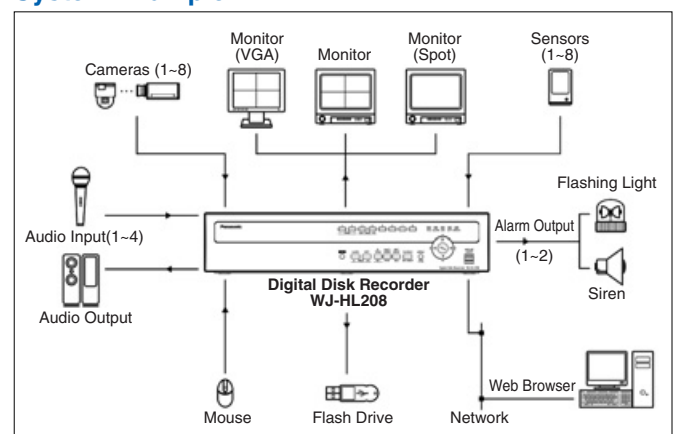 Monitor
(VGA)
Monitor
Monitor
(Spot)
Sensors
(1~8)
Cameras (1~8)
Flashing Light
Audio Input(1~4)
Alarm Output
(1~2)
Panasonic
Digital Disk Recorder
WJ-HL208
Siren
Audio Output
Web Browser
Mouse
Flash Drive
Network